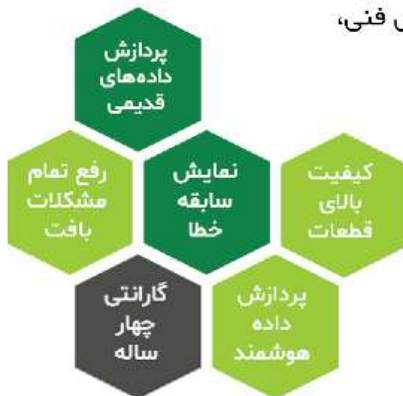 فنی،
پردازش
داده‌های
قدیمی
رفع تمام
مشکلات
بافت
نمایش
سابقه
خطا
کیفیت
بالای
قطعات
گارانتی
چهار
ساله
پردازش
داده
هوشمند